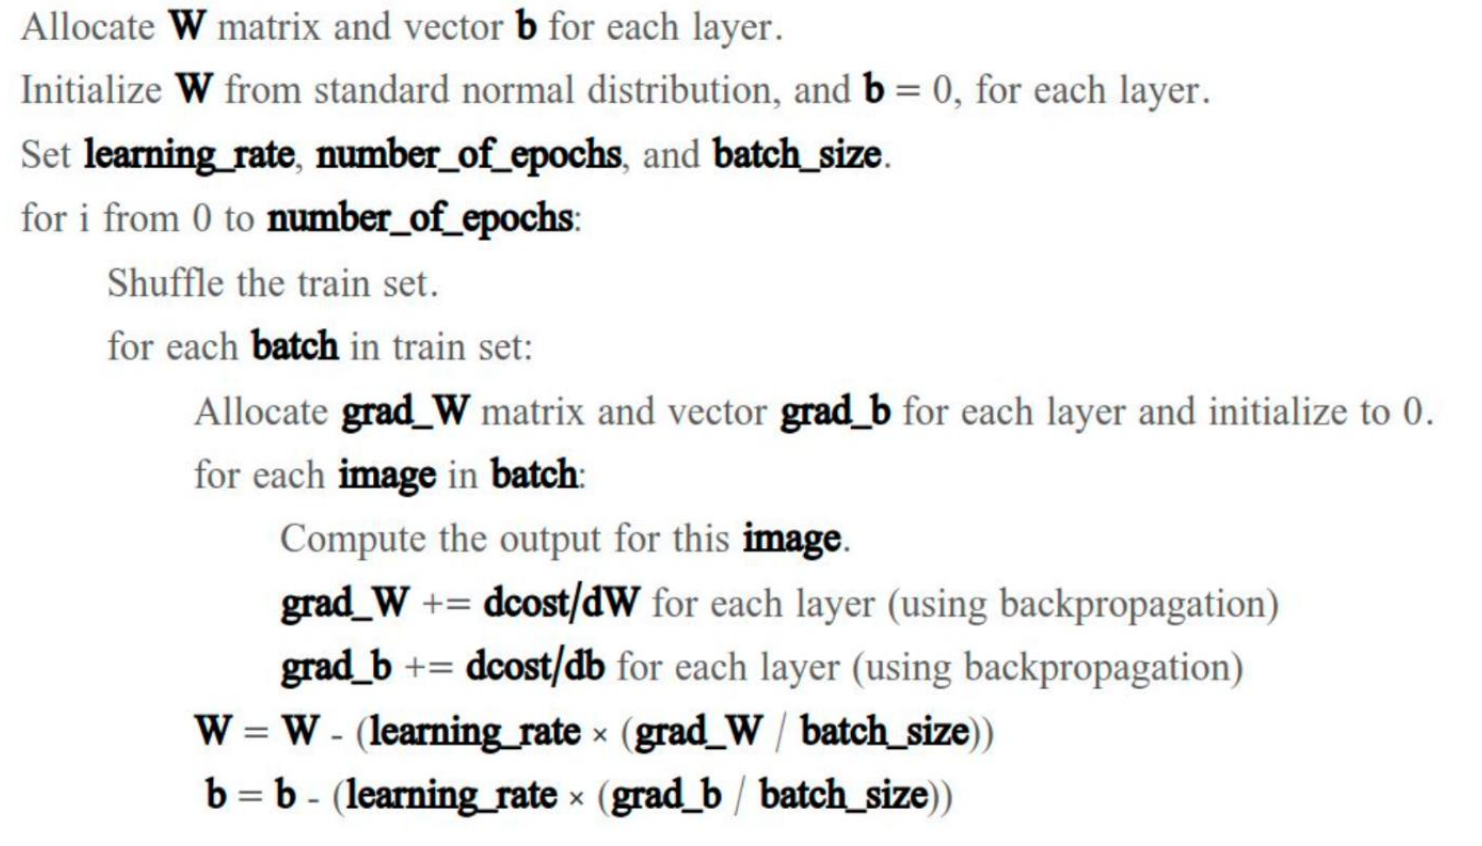 Allocate W matrix and vector b for each layer.
Initialize W from standard normal distribution, and b = 0, for each layer.
Set learning_rate, number_of_epochs, and batch_size.
for i from 0 to number_of_epochs:
Shuffle the train set.
for each batch in train set:
Allocate grad_W matrix and vector grad_b for each layer and initialize to 0.
for each image in batch:
Compute the output for this image.
grad_W += dcost/dW for each layer (using backpropagation)
grad_b += dcost/db for each layer (using backpropagation)
W = W - (learning_rate × (grad_W / batch_size))
b = b - (learning_rate × (grad_b / batch_size))